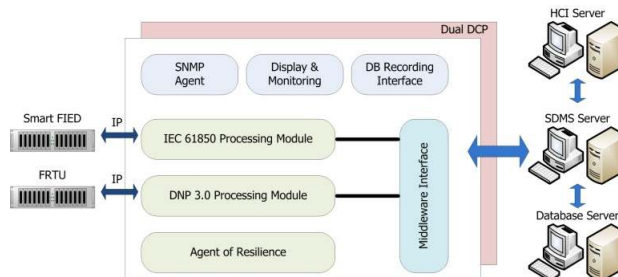 HCI Server
Dual DCP
SNMP
Agent
Display &
Monitoring
DB Recording
Interface
Smart FIED
IP
IEC 61850 Processing Module
SDMS Server
FRTU
IP
DNP 3.0 Processing Module
Middleware Interface
Agent of Resilience
Database Server